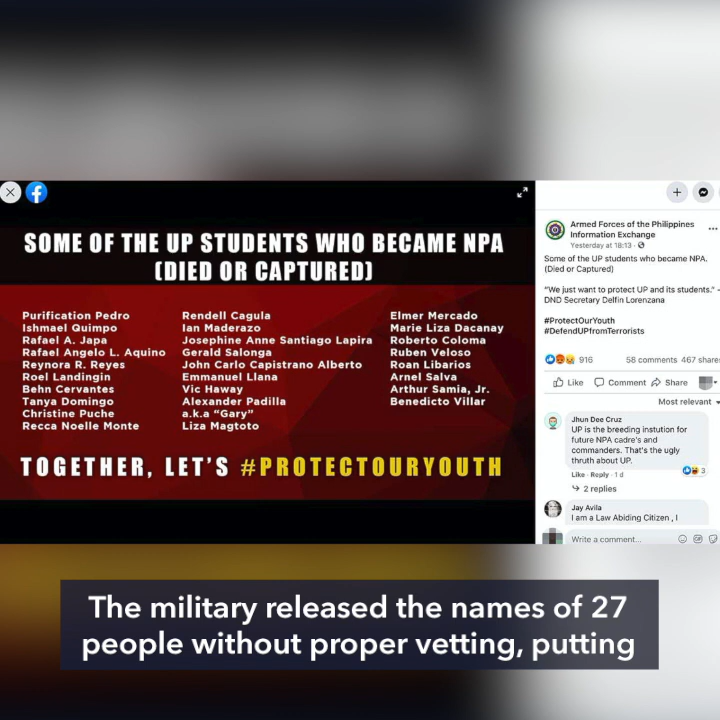 SOME OF THE UP STUDENTS WHO BECAME NPA
(DIED OR CAPTURED)
Purification Pedro
Ishmael Quimpo
Rafael A. Japa
Rafael Angelo L. Aquino
Reynora R. Reyes
Roel Landingin
Behn Cervantes
Tanya Domingo
Christine Puche
Recca Noelle Monte
Rendell Cagula
Ian Maderazo
Josephine Anne Santiago Lapira
Gerald Salonga
John Carlo Capistrano Alberto
Emmanuel Llana
Vic Haway
Alexander Padilla
a.k.a "Gary"
Liza Magtoto
Elmer Mercado
Marie Liza Dacanay
Roberto Coloma
Ruben Veloso
Roan Libarios
Arnel Salva
Arthur Samia, Jr.
Benedicto Villar
TOGETHER, LET'S #PROTECTOURYOUTH
Armed Forces of the Philippines
Information Exchange
Yesterday at 18:13 ·
Some of the UP students who became NPA.
(Died or Captured)
"We just want to protect UP and its students." -
DND Secretary Delfin Lorenzana
#ProtectOurYouth
#DefendUPfromTerrorists
916 58 comments 467 share
Like Comment Share
Most relevant
Jhun Dee Cruz
UP is the breeding instution for
future NPA cadre's and
commanders. That's the ugly
thruth about UP.
Like · Reply · 1 d 3
2 replies
Jay Avila
I am a Law Abiding Citizen , I
Write a comment...
The military released the names of 27
people without proper vetting, putting